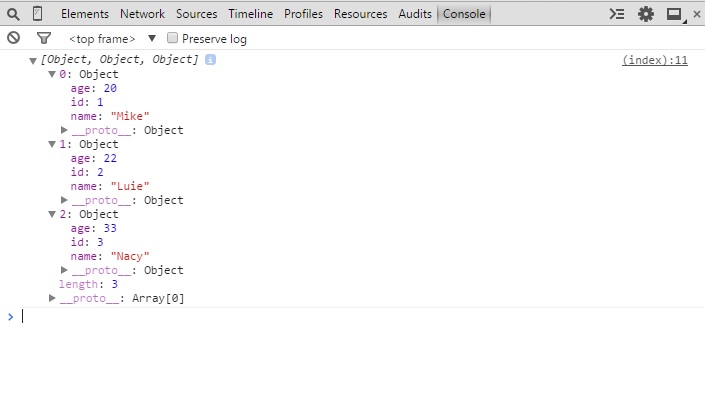 Elements Network Sources Timeline Profiles Resources Audits Console
<top frame> ▼ Preserve log
▼ [Object, Object, Object] i (index):11
▼ 0: Object
age: 20
id: 1
name: "Mike"
▶ __proto__: Object
▼ 1: Object
age: 22
id: 2
name: "Luie"
▶ __proto__: Object
▼ 2: Object
age: 33
id: 3
name: "Nacy"
▶ __proto__: Object
length: 3
▶ __proto__: Array[0]
>